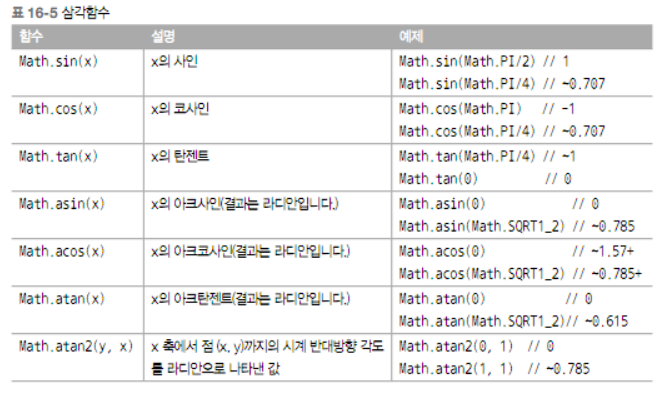 표 16-5 삼각함수
함수 설명 예제
Math.sin(x) x의 사인 Math.sin(Math.PI/2) // 1
Math.sin(Math.PI/4) // ~0.707
Math.cos(x) x의 코사인 Math.cos(Math.PI) // -1
Math.cos(Math.PI/4) // ~0.707
Math.tan(x) x의 탄젠트 Math.tan(Math.PI/4) // ~1
Math.tan(0) // 0
Math.asin(x) x의 아크사인(결과는 라디안입니다.) Math.asin(0) // 0
Math.asin(Math.SQRT1_2) // ~0.785
Math.acos(x) x의 아크코사인(결과는 라디안입니다.) Math.acos(0) // ~1.57+
Math.acos(Math.SQRT1_2) // ~0.785+
Math.atan(x) x의 아크탄젠트(결과는 라디안입니다.) Math.atan(0) // 0
Math.atan(Math.SQRT1_2)// ~0.615
Math.atan2(y, x) x 축에서 점 (x, y)까지의 시계 반대방향 각도 Math.atan2(0, 1) // 0
를 라디안으로 나타낸 값 Math.atan2(1, 1) // ~0.785